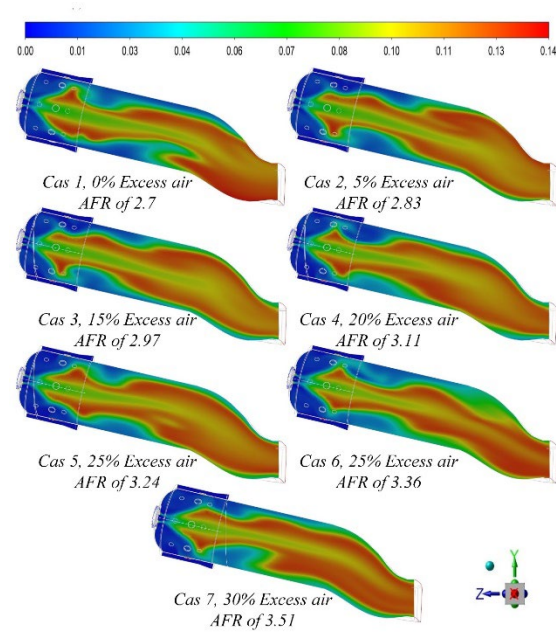 0.00 0.01 0.03 0.04 0.06 0.07 0.08 0.10 0.11 0.13 0.14
Cas 1, 0% Excess air
AFR of 2.7
Cas 2, 5% Excess air
AFR of 2.83
Cas 3, 15% Excess air
AFR of 2.97
Cas 4, 20% Excess air
AFR of 3.11
Cas 5, 25% Excess air
AFR of 3.24
Cas 6, 25% Excess air
AFR of 3.36
Cas 7, 30% Excess air
AFR of 3.51
Y
Z